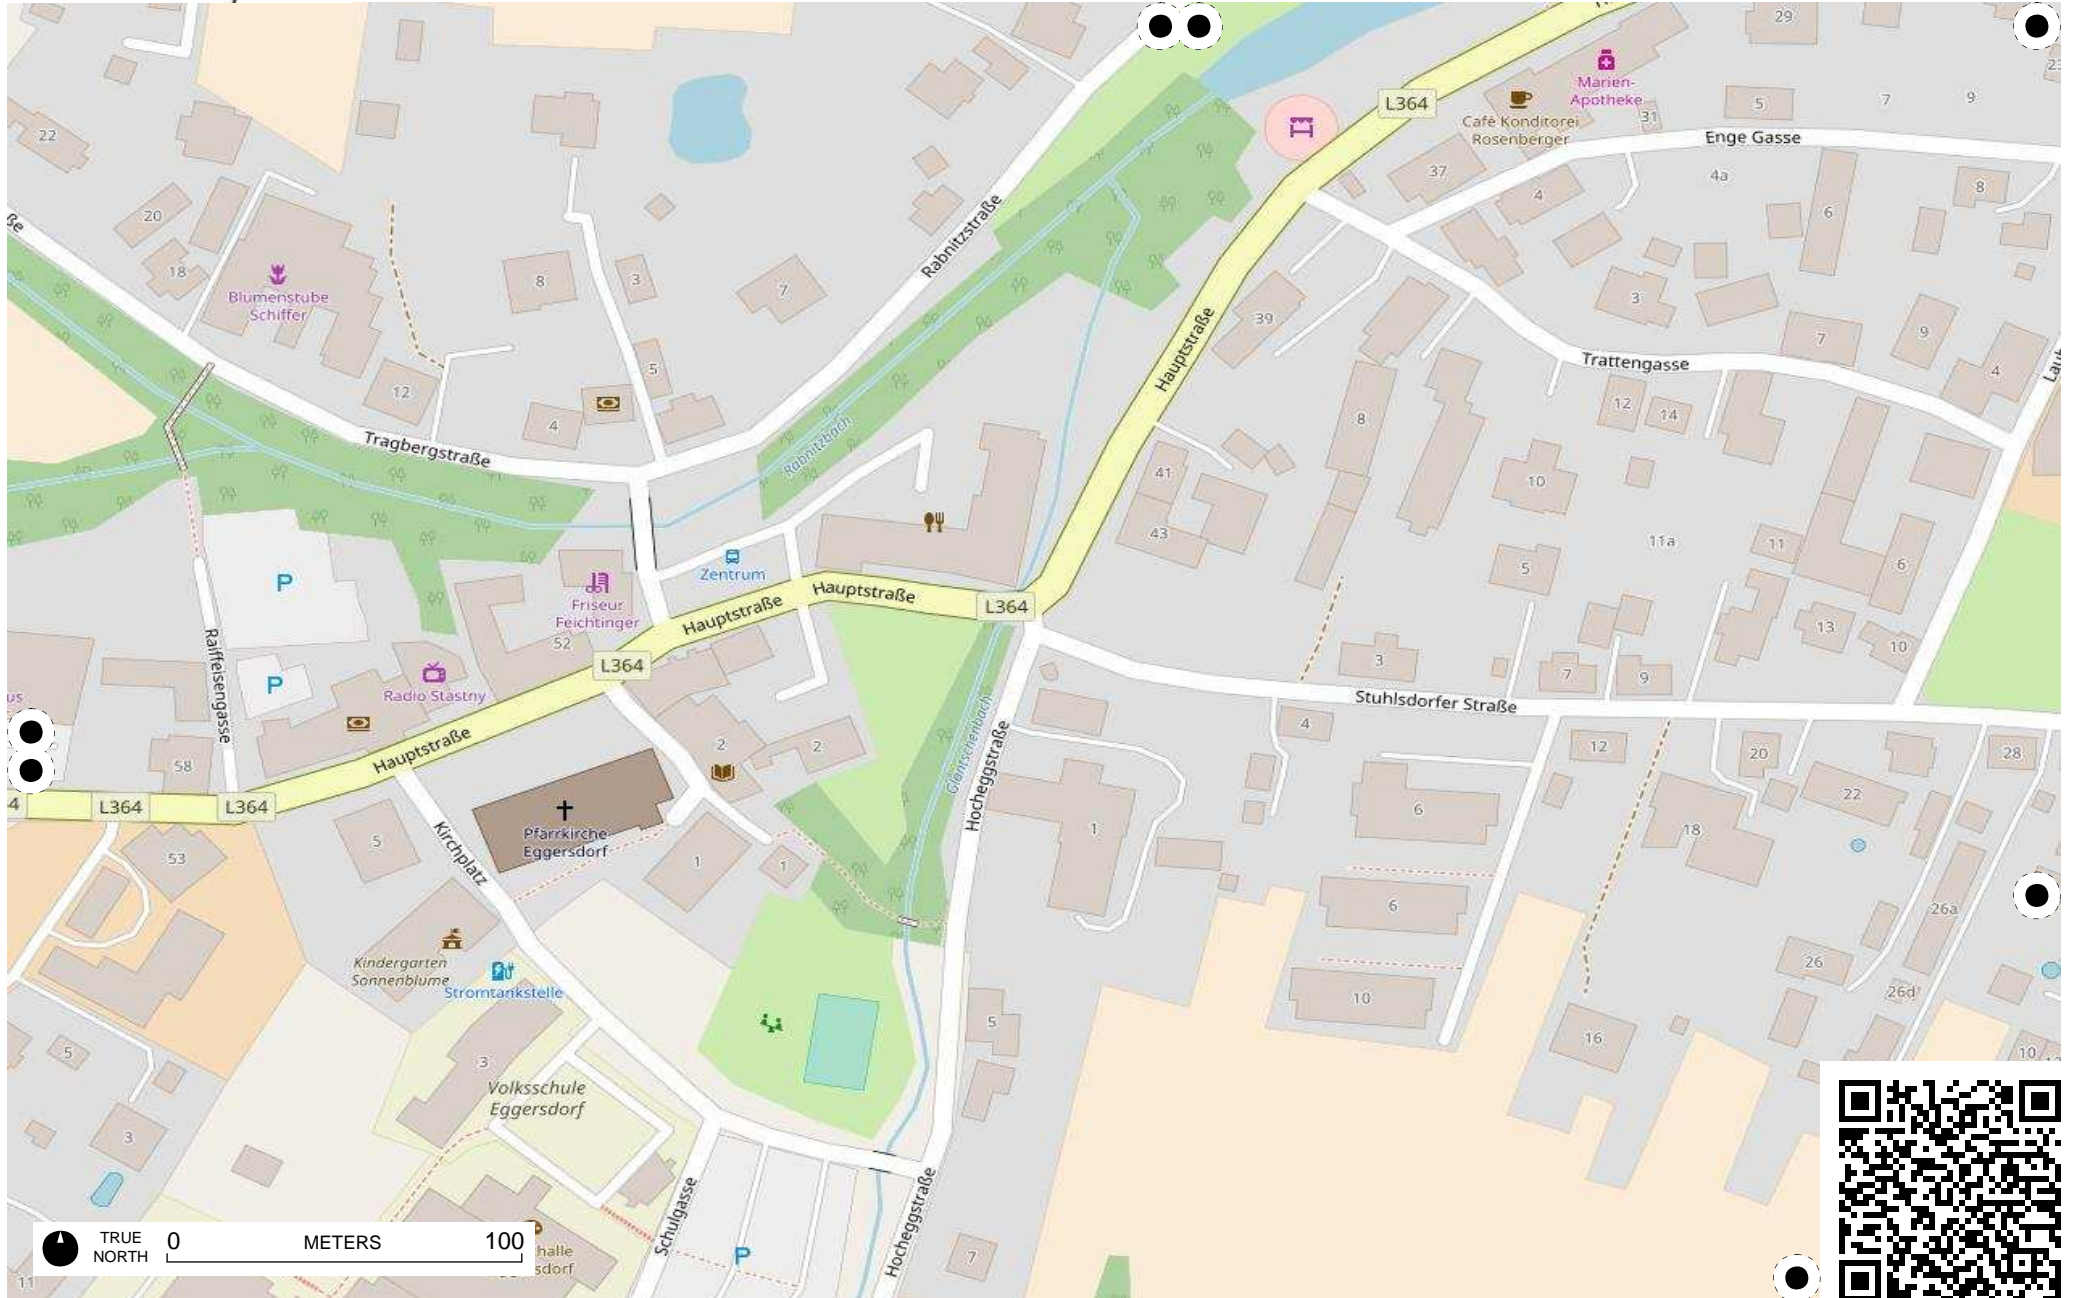 29
L364
Marien-
Apotheke
5
7
9
31
Café Konditorei
Rosenberger
Enge Gasse
22
37
4a
8
4
6
20
Rabnitzstraße
ße
18
8
3
7
Blumenstube
Schiffer
3
39
7
9
Hauptstraße
Trattengasse
5
4
12
12
14
4
8
Tragbergstraße
Rabnitzbach
41
10
43
11a
11
6
5
P
Zentrum
Hauptstraße
Hauptstraße
L364
Friseur
Feichtinger
52
13
10
L364
3
7
9
Raiffeisengasse
P
Radio Stastny
us
Stuhlsdorfer Straße
4
Glantschenbach
Hocheggstraße
Hauptstraße
2
2
12
20
28
58
4
L364
L364
6
22
Pfarrkirche
Eggersdorf
1
18
5
Kirchplatz
53
1
1
6
26a
Kindergarten
Sonnenblume
Stromtankstelle
26
26d
10
5
5
16
10
3
Volksschule
Eggersdorf
3
Schulgasse
Hocheggstraße
P
7
TRUE
NORTH
0
METERS
100
halle
sdorf
11